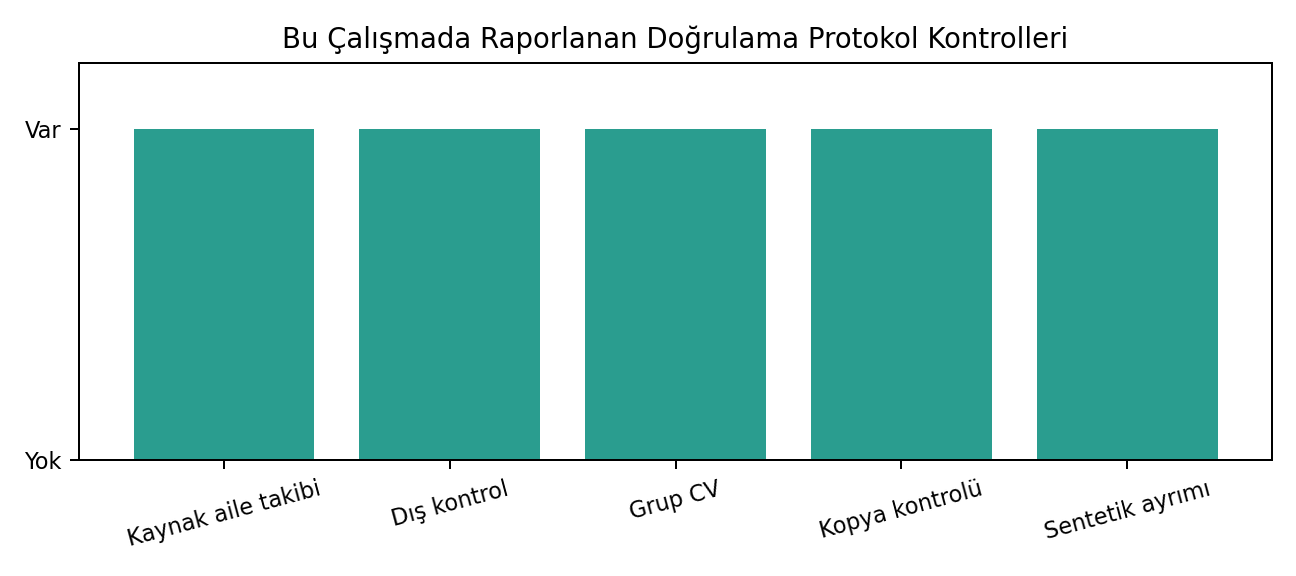 Bu Çalışmada Raporlanan Doğrulama Protokol Kontrolleri
Var
Yok
Kaynak aile takibi
Dış kontrol
Grup CV
Kopya kontrolü
Sentetik ayrımı